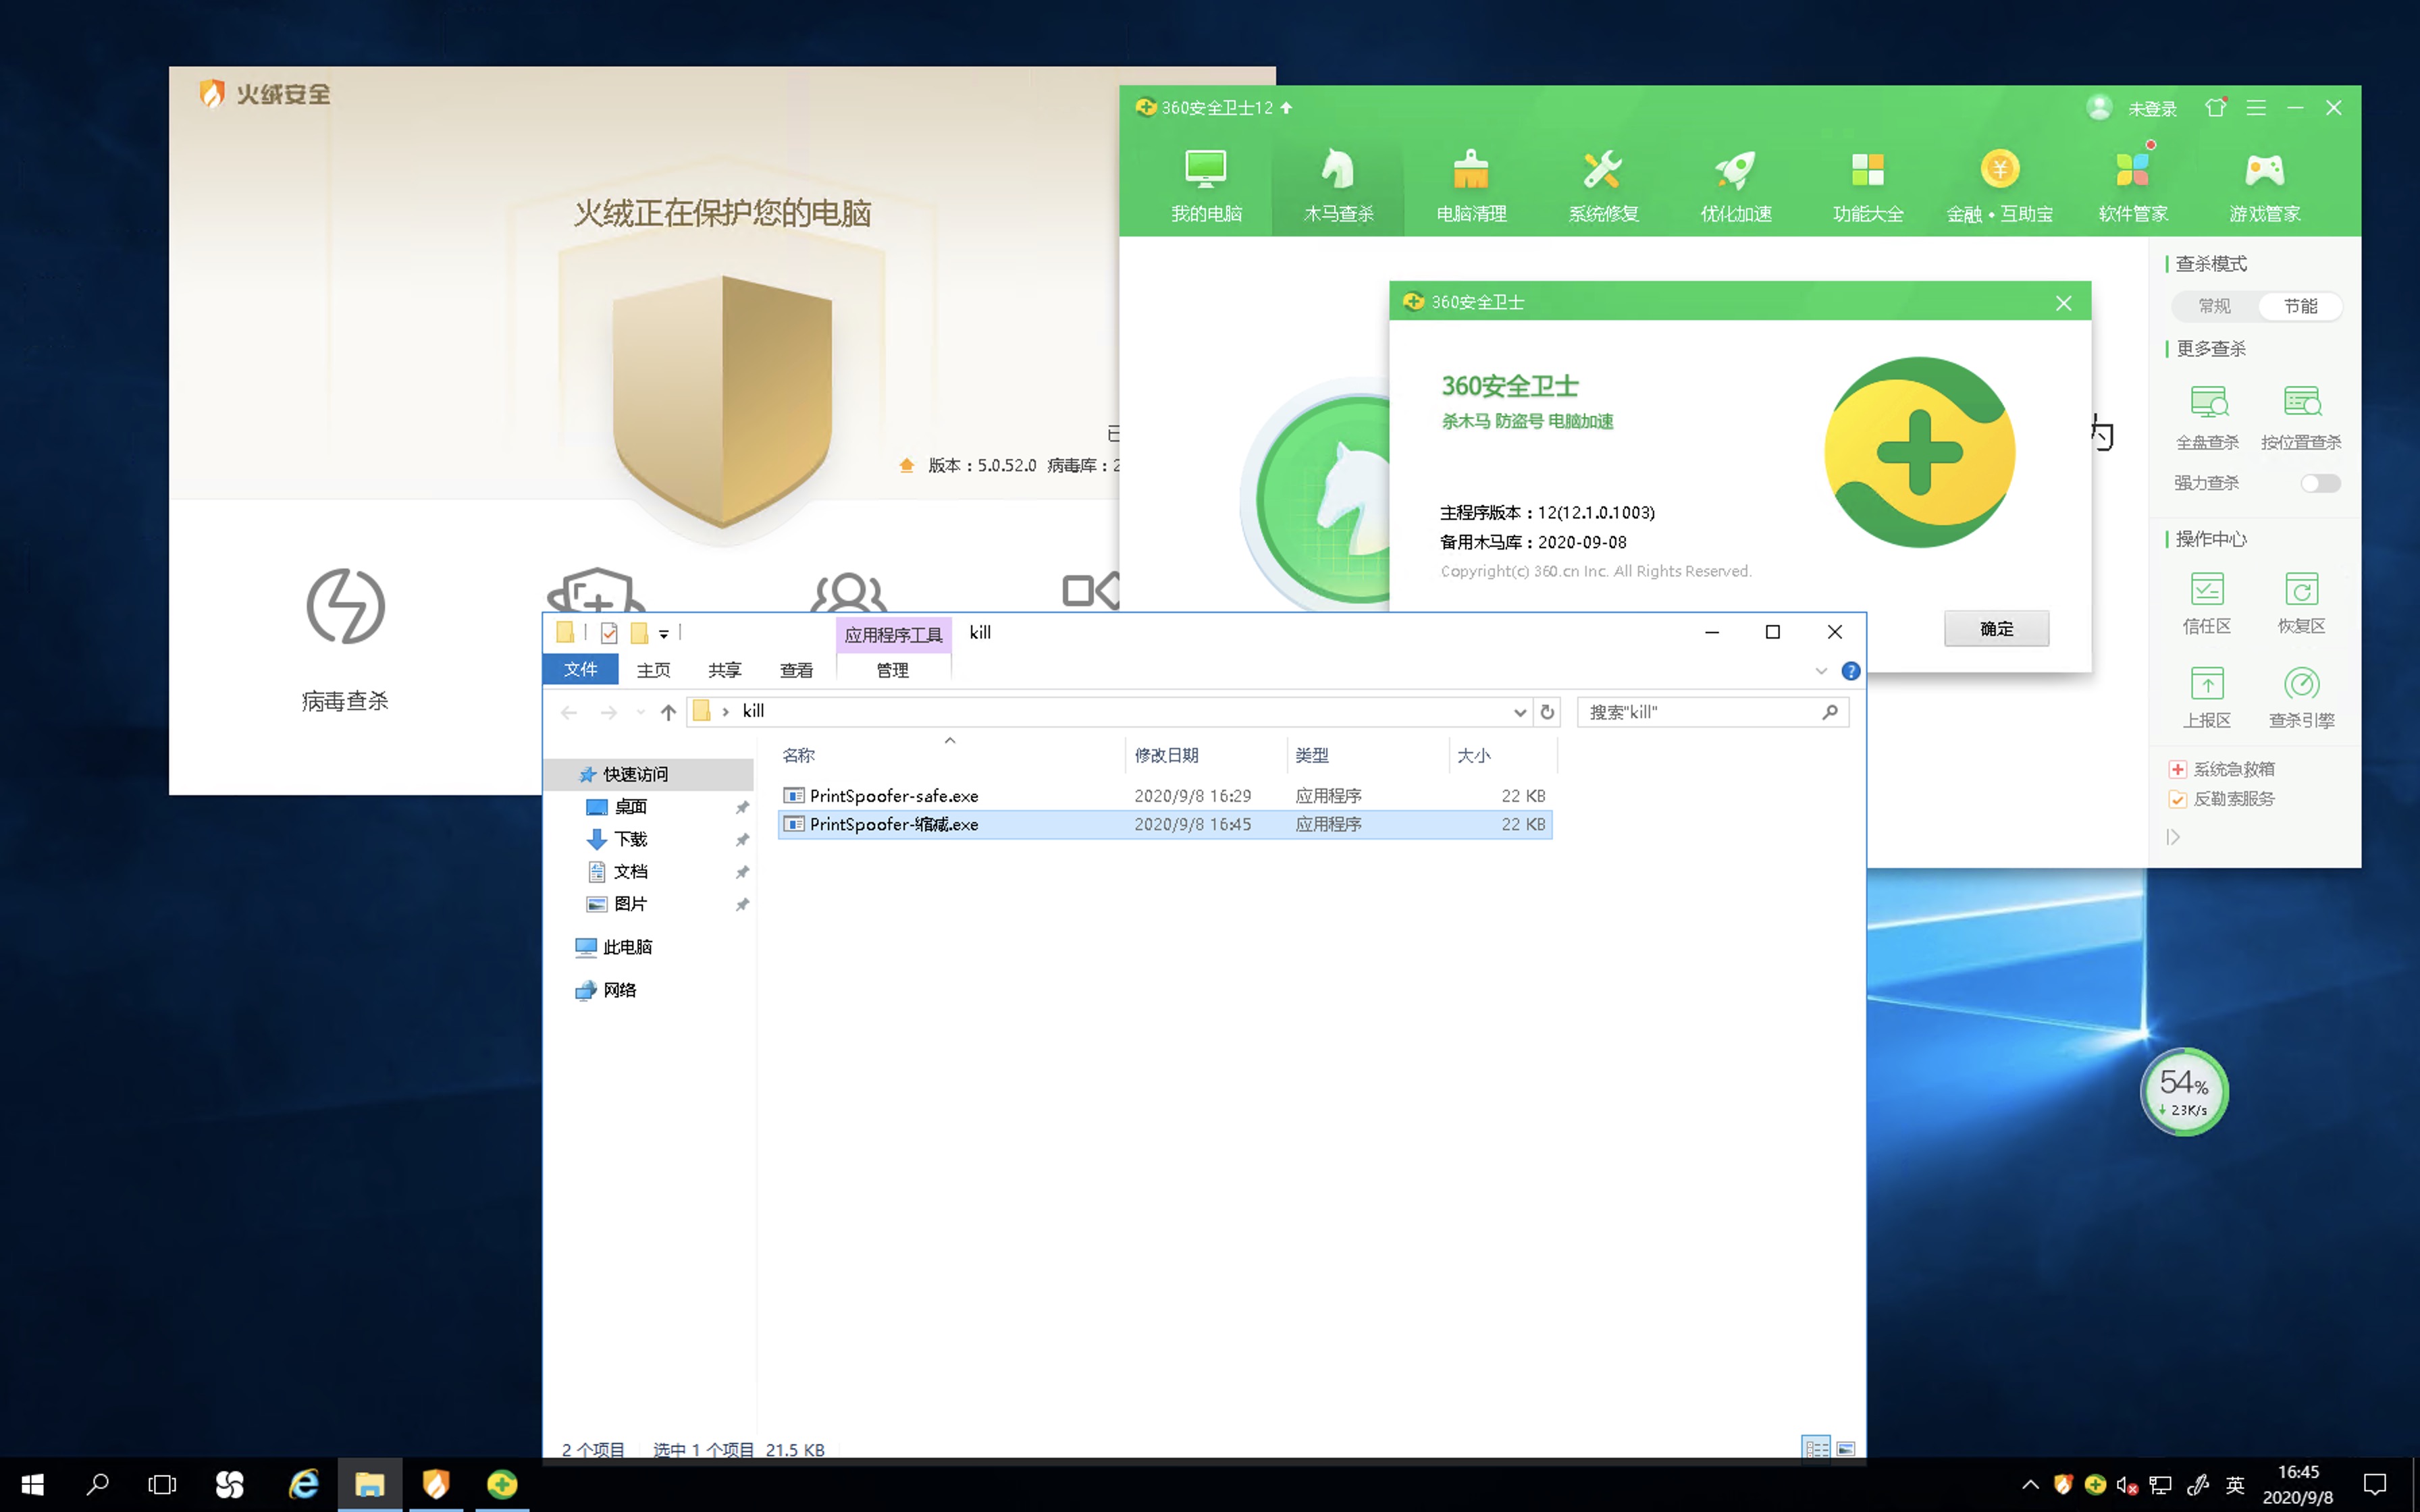 火绒安全
火绒正在保护您的电脑
版本：5.0.52.0 病毒库：2
病毒查杀
360安全卫士12
未登录
我的电脑
木马查杀
电脑清理
系统修复
优化加速
功能大全
金融•互助宝
软件管家
游戏管家
查杀模式
常规
节能
更多查杀
全盘查杀
按位置查杀
强力查杀
操作中心
信任区
恢复区
上报区
查杀引擎
系统急救箱
反勒索服务
360安全卫士
360安全卫士
杀木马 防盗号 电脑加速
主程序版本：12(12.1.0.1003)
备用木马库：2020-09-08
Copyright(c) 360.cn Inc. All Rights Reserved.
确定
应用程序工具
kill
文件
主页
共享
查看
管理
kill
搜索"kill"
名称
修改日期
类型
大小
快速访问
桌面
下载
文档
图片
此电脑
网络
PrintSpoofer-safe.exe 2020/9/8 16:29 应用程序 22 KB
PrintSpoofer-缩减.exe 2020/9/8 16:45 应用程序 22 KB
2 个项目 选中 1 个项目 21.5 KB
54%
23K/s
英
16:45
2020/9/8